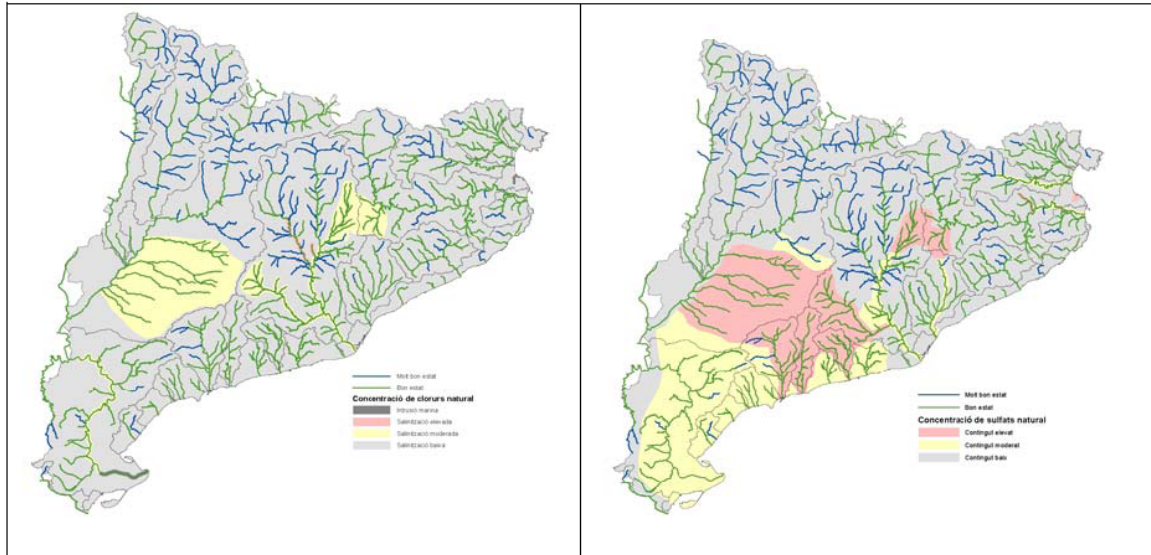 Molt bon estat
Bon estat
Concentració de clorurs natural
Intrusió marina
Salinització elevada
Salinització moderada
Salinització baixa
Molt bon estat
Bon estat
Concentració de sulfats natural
Contingut elevat
Contingut moderat
Contingut baix